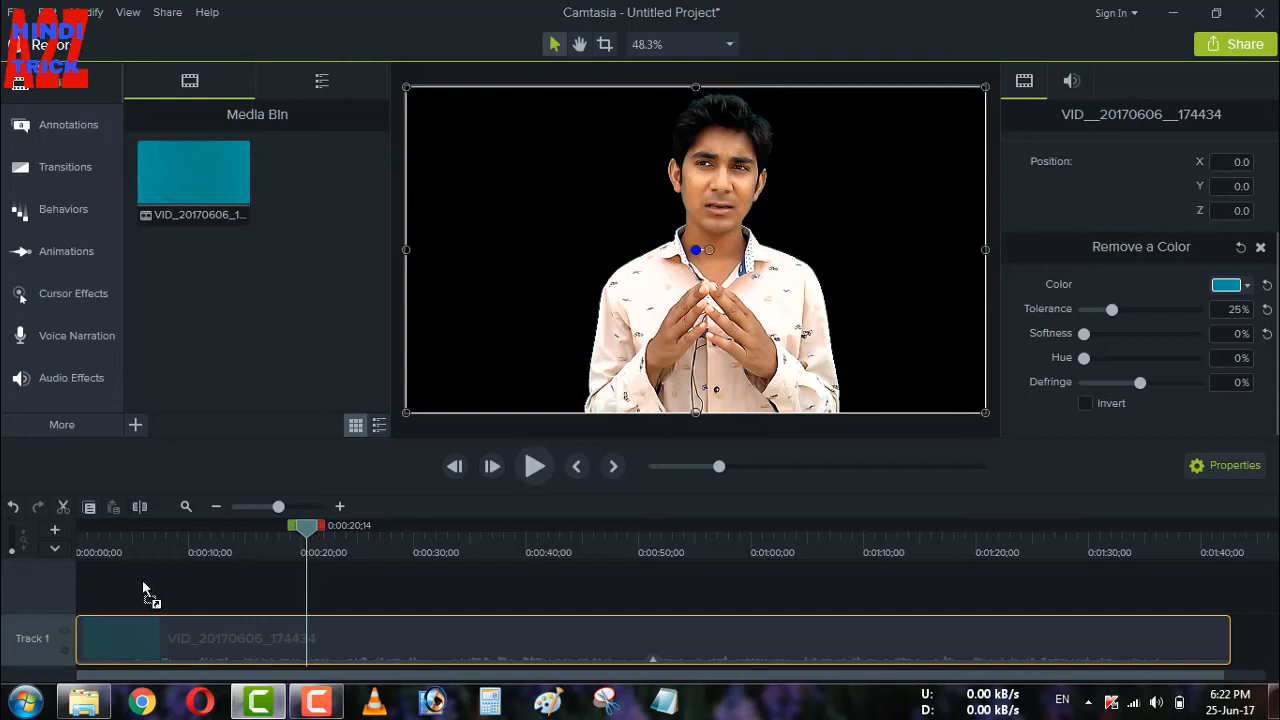 Modify View Share Help
Camtasia - Untitled Project*
Sign In
HINDI
A2Z
TRICK
48.3%
Share
Media Bin
VID__20170606__174434
Annotations
Transitions
Behaviors
Animations
Cursor Effects
Voice Narration
Audio Effects
More
VID_20170606_1...
Position:
X 0.0
Y 0.0
Z 0.0
Remove a Color
Color
Tolerance 25%
Softness 0%
Hue 0%
Defringe 0%
Invert
Properties
0:00:20;14
0:00:00;00 0:00:10;00 0:00:20;00 0:00:30;00 0:00:40;00 0:00:50;00 0:01:00;00 0:01:10;00 0:01:20;00 0:01:30;00 0:01:40;00
Track 1
VID_20170606_174434
U: 0.00 kB/s
D: 0.00 kB/s
EN
6:22 PM
25-Jun-17